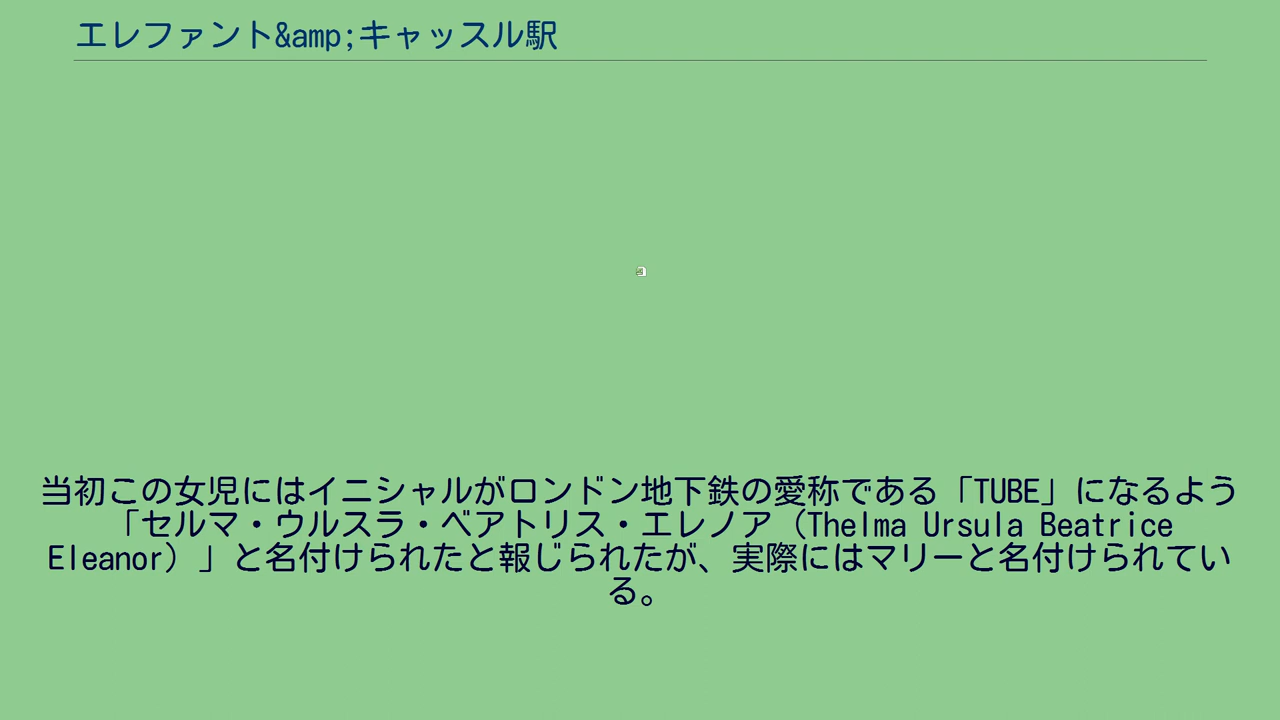 エレファント&amp;キャッスル駅
当初この女児にはイニシャルがロンドン地下鉄の愛称である「TUBE」になるよう
「セルマ・ウルスラ・ベアトリス・エレノア（Thelma Ursula Beatrice
Eleanor）」と名付けられたと報じられたが、実際にはマリーと名付けられてい
る。